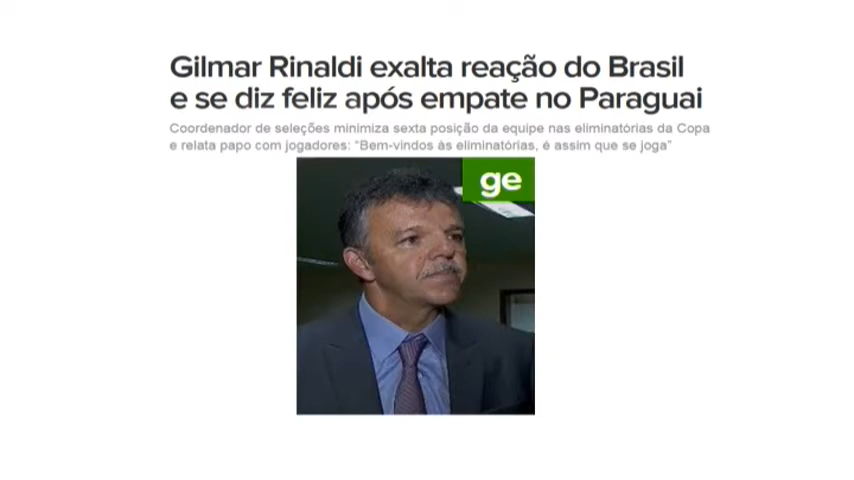 Gilmar Rinaldi exalta reação do Brasil
e se diz feliz após empate no Paraguai
Coordenador de seleções minimiza sexta posição da equipe nas eliminatórias da Copa
e relata papo com jogadores: "Bem-vindos às eliminatórias, é assim que se joga"
ge